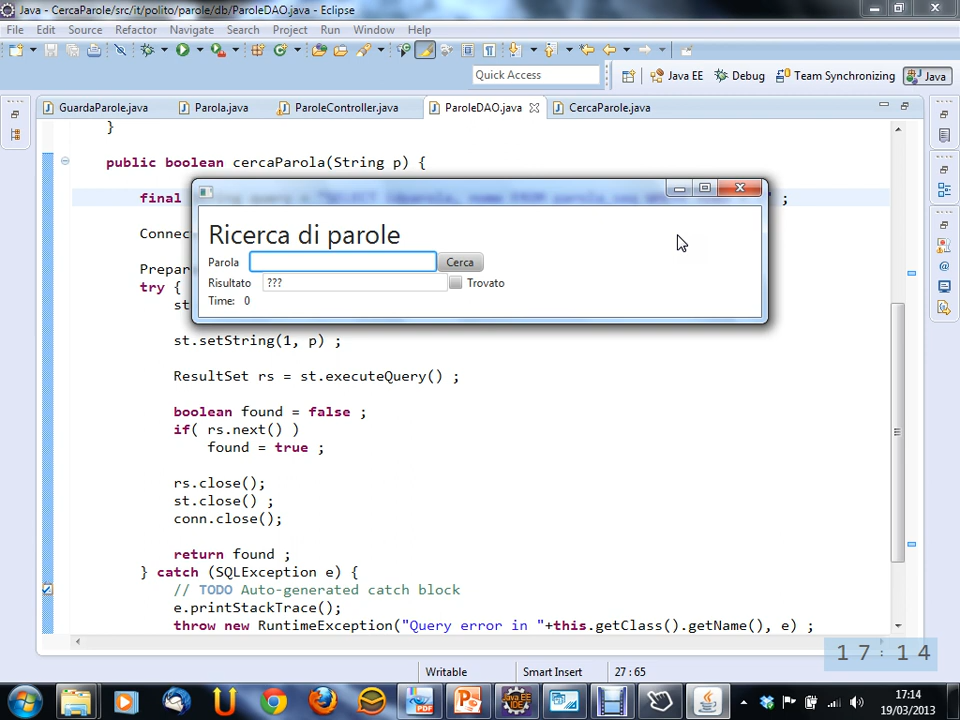 Java - CercaParole/src/it/polito/parole/db/ParoleDAO.java - Eclipse
File Edit Source Refactor Navigate Search Project Run Window Help
Quick Access Java EE Debug Team Synchronizing Java
GuardaParole.java Parola.java ParoleController.java ParoleDAO.java CercaParole.java
}
public boolean cercaParola(String p) {
final ;
Ricerca di parole
Connec
Parola Cerca
Prepar
Risultato ??? Trovato
try {
Time: 0
st
st.setString(1, p) ;
ResultSet rs = st.executeQuery() ;
boolean found = false ;
if( rs.next() )
found = true ;
rs.close();
st.close() ;
conn.close();
return found ;
} catch (SQLException e) {
// TODO Auto-generated catch block
e.printStackTrace();
throw new RuntimeException("Query error in "+this.getClass().getName(), e) ;
17:14
Writable Smart Insert 27 : 65
17:14
19/03/2013